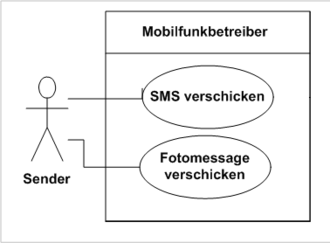 Mobilfunkbetreiber
SMS verschicken
Fotomessage
verschicken
Sender